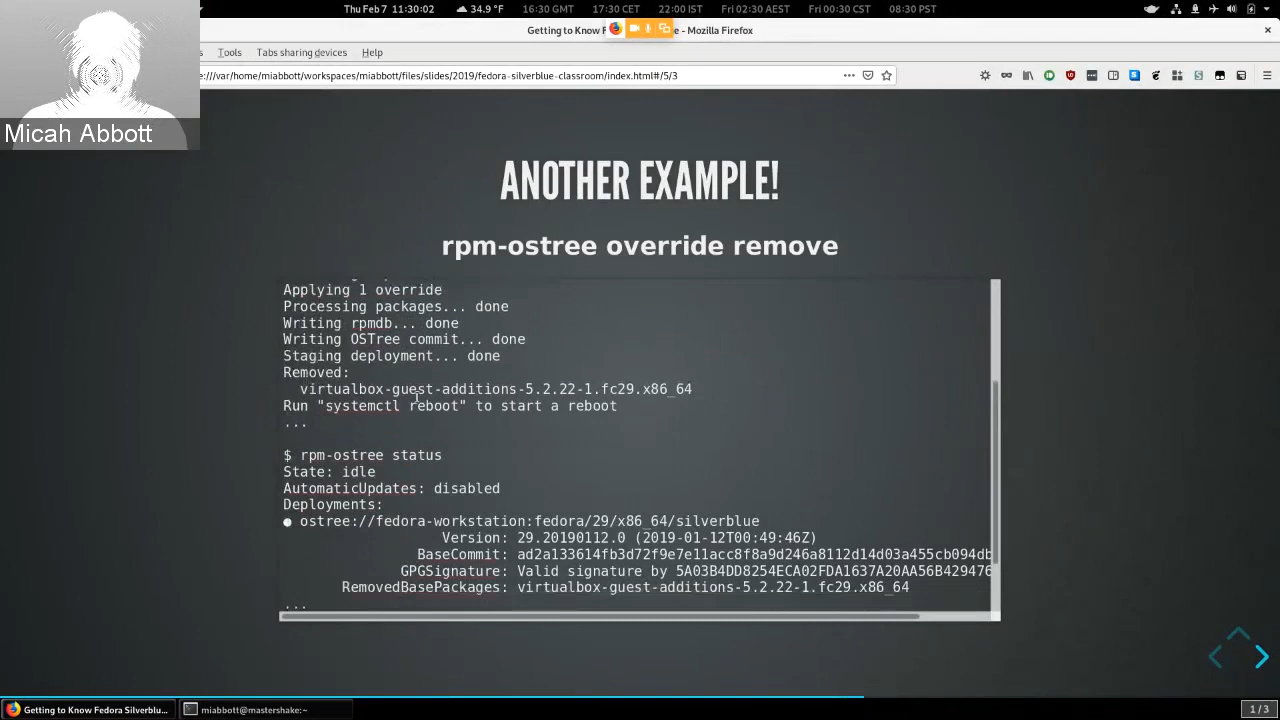 Thu Feb 7 11:30:02 34.9 °F 16:30 GMT 17:30 CET 22:00 IST Fri 02:30 AEST Fri 00:30 CST 08:30 PST
Getting to Know F e - Mozilla Firefox
s Tools Tabs sharing devices Help
:///var/home/miabbott/workspaces/miabbott/files/slides/2019/fedora-silverblue-classroom/index.html#/5/3
Micah Abbott
ANOTHER EXAMPLE!
rpm-ostree override remove
Applying 1 override
Processing packages... done
Writing rpmdb... done
Writing OSTree commit... done
Staging deployment... done
Removed:
virtualbox-guest-additions-5.2.22-1.fc29.x86_64
Run "systemctl reboot" to start a reboot
...
$ rpm-ostree status
State: idle
AutomaticUpdates: disabled
Deployments:
● ostree://fedora-workstation:fedora/29/x86_64/silverblue
Version: 29.20190112.0 (2019-01-12T00:49:46Z)
BaseCommit: ad2a133614fb3d72f9e7e11acc8f8a9d246a8112d14d03a455cb094db
GPGSignature: Valid signature by 5A03B4DD8254ECA02FDA1637A20AA56B429476
RemovedBasePackages: virtualbox-guest-additions-5.2.22-1.fc29.x86_64
...
Getting to Know Fedora Silverblu... miabbott@mastershake:~ 1 / 3